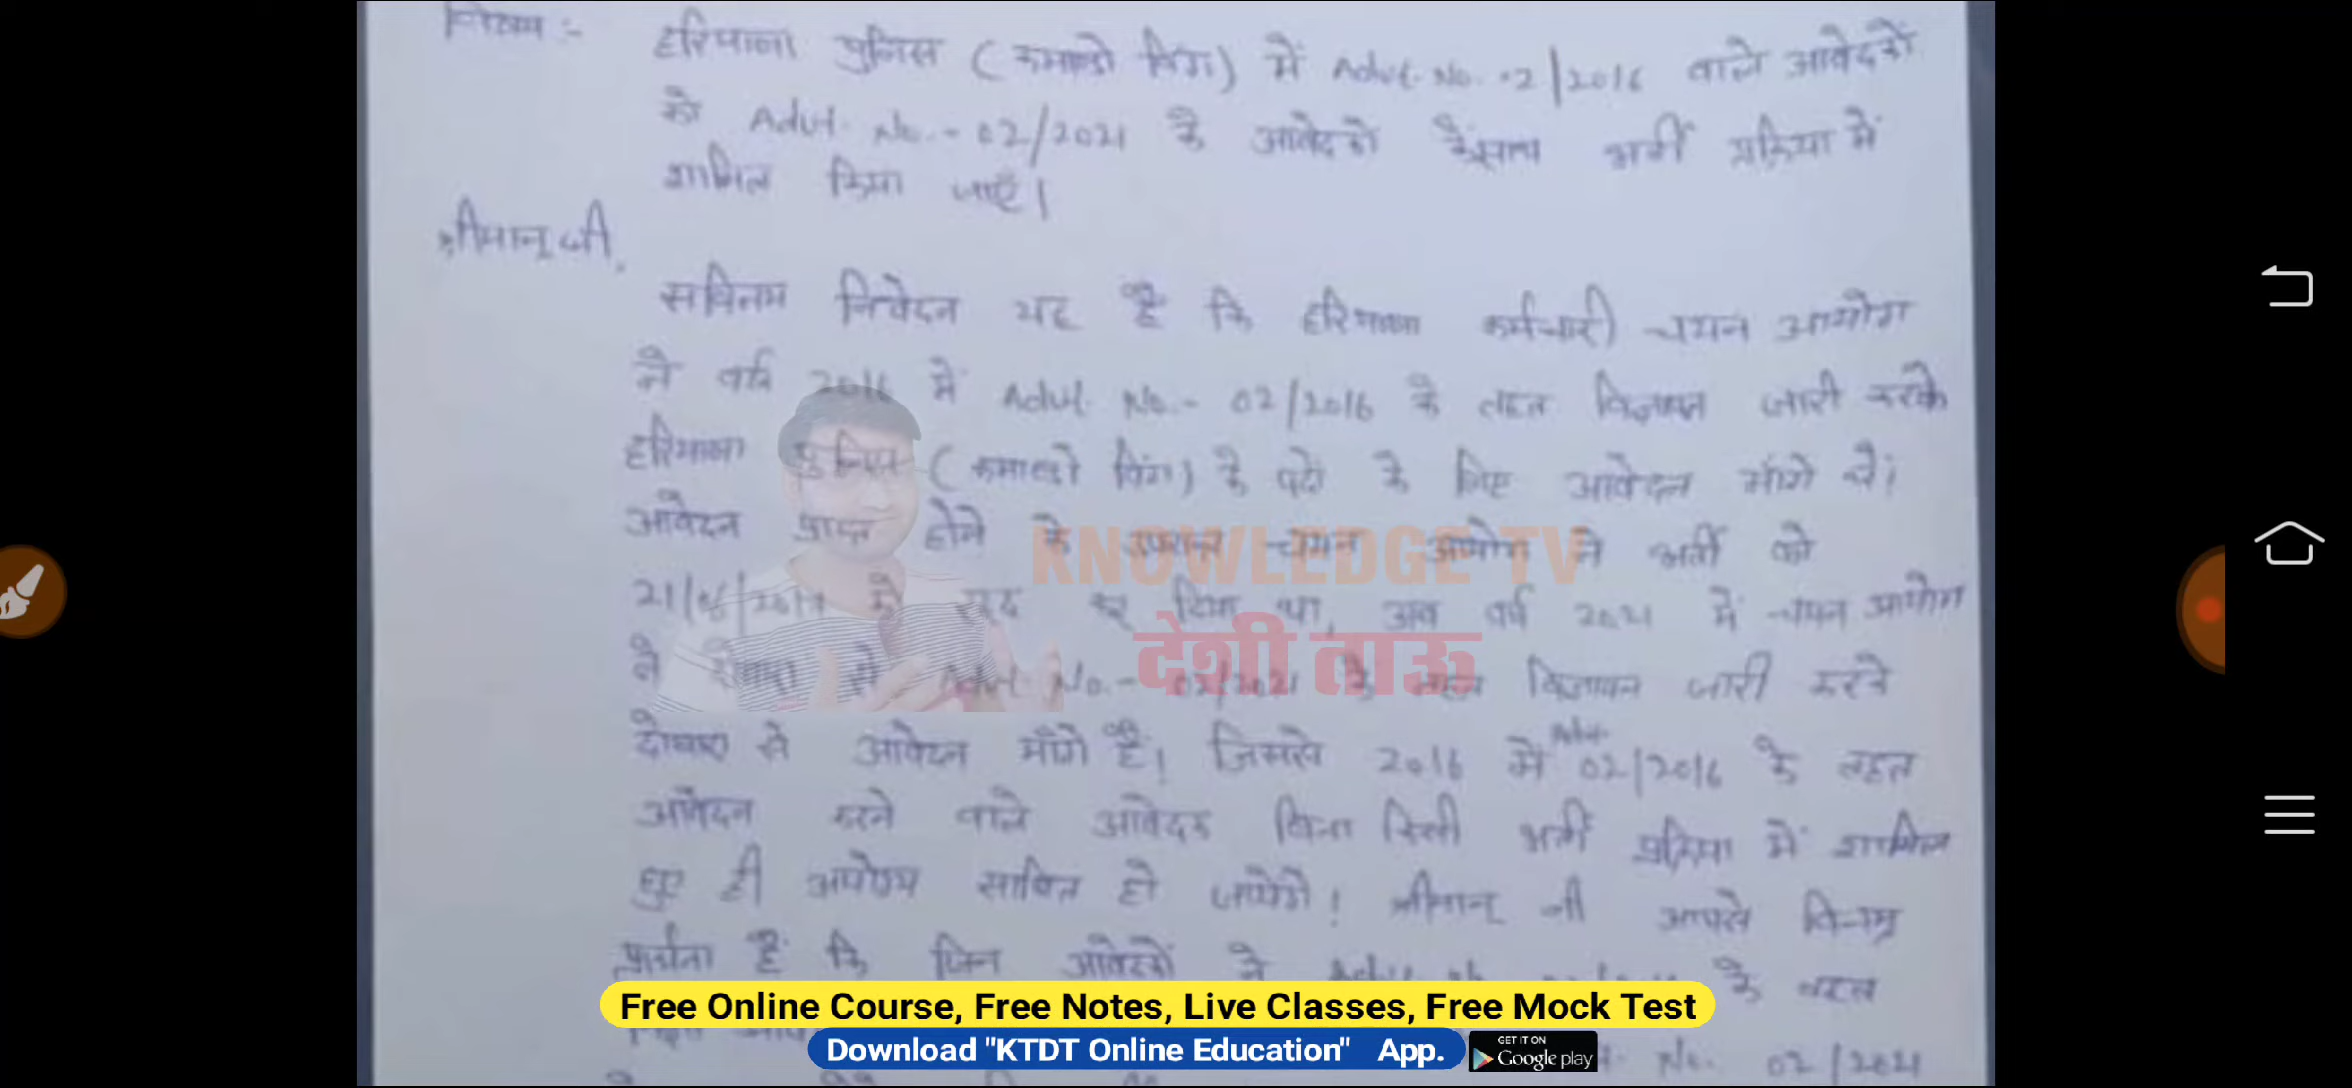 विषय :- हरियाणा पुलिस (कमाण्डो विंग) में Advt. No. 02/2016 वाले आवेदकों
को Advt. No. - 02/2021 के आवेदकों के साथ भर्ती प्रक्रिया में
शामिल किया जाएं।
श्रीमान् जी,
सविनय निवेदन यह है कि हरियाणा कर्मचारी चयन आयोग
ने वर्ष 2016 में Advt. No. - 02/2016 के तहत विज्ञापन जारी करके
हरियाणा पुलिस (कमाण्डो विंग) के पदों के लिए आवेदन मांगे थे।
आवेदन प्राप्त होने के उपरान्त चयन आयोग ने भर्ती को
KNOWLEDGE TV
को रद्द कर दिया था, अब वर्ष 2021 में चयन आयोग
देशी ताऊ
ने दोबारा से Advt. No. - 02/2021 के तहत विज्ञापन जारी करके
दोबारा से आवेदन माँगे हैं। जिससे 2016 में Advt. 02/2016 के तहत
आवेदन करने वाले आवेदक बिना किसी भर्ती प्रक्रिया में शामिल
हुए ही अयोग्य साबित हो जायेगे! श्रीमान् जी आपसे विनम्र
प्रार्थना है कि जिन आवेदकों ने के तहत
Free Online Course, Free Notes, Live Classes, Free Mock Test
Download "KTDT Online Education" App. GET IT ON Google play
No. 02/2021